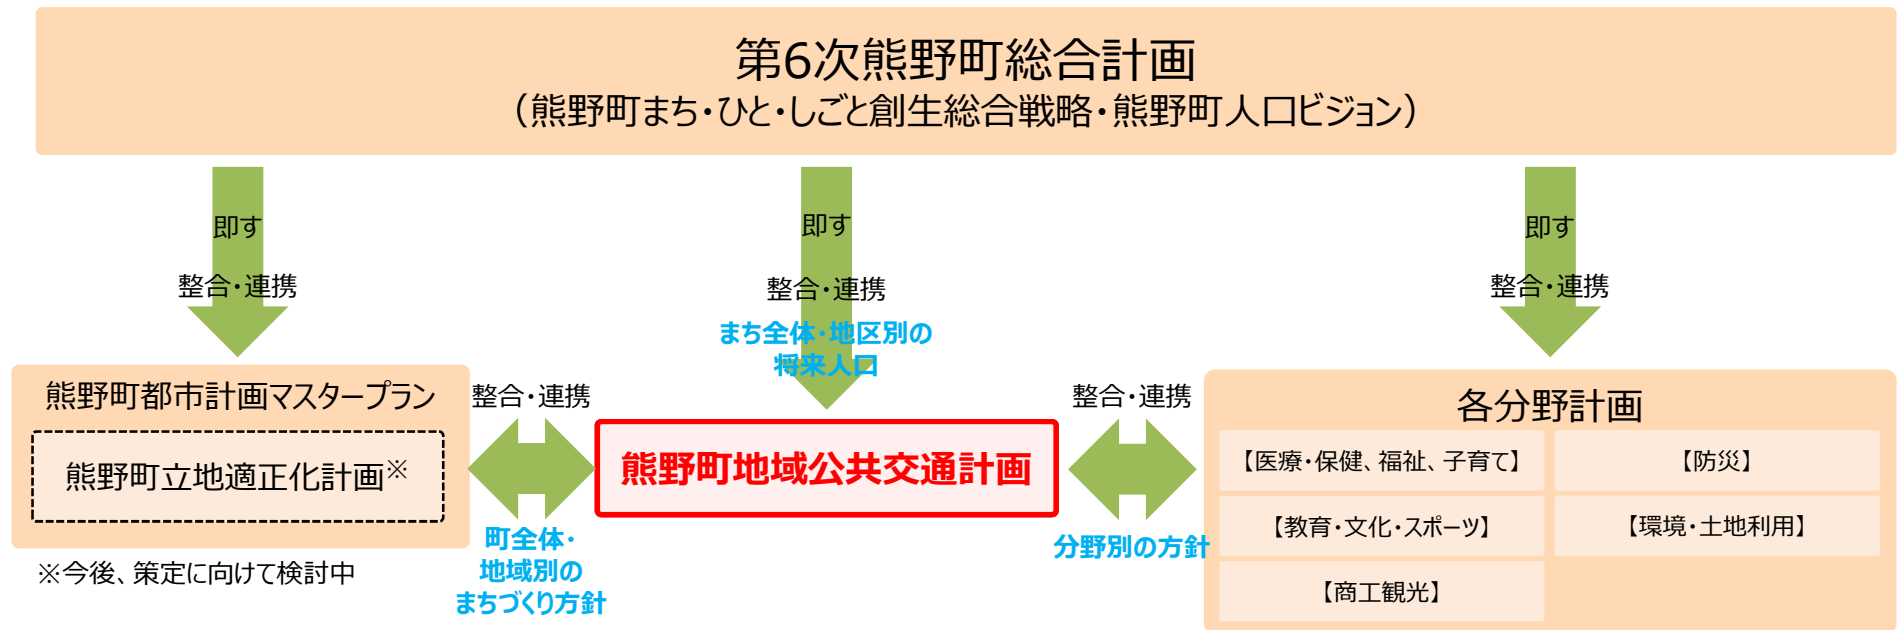 第6次熊野町総合計画
（熊野町まち・ひと・しごと創生総合戦略・熊野町人口ビジョン）
即す
整合・連携
即す
整合・連携
まち全体・地区別の
将来人口
即す
整合・連携
熊野町都市計画マスタープラン
熊野町立地適正化計画※
※今後、策定に向けて検討中
整合・連携
町全体・
地域別の
まちづくり方針
熊野町地域公共交通計画
整合・連携
分野別の方針
各分野計画
【医療・保健、福祉、子育て】
【防災】
【教育・文化・スポーツ】
【環境・土地利用】
【商工観光】